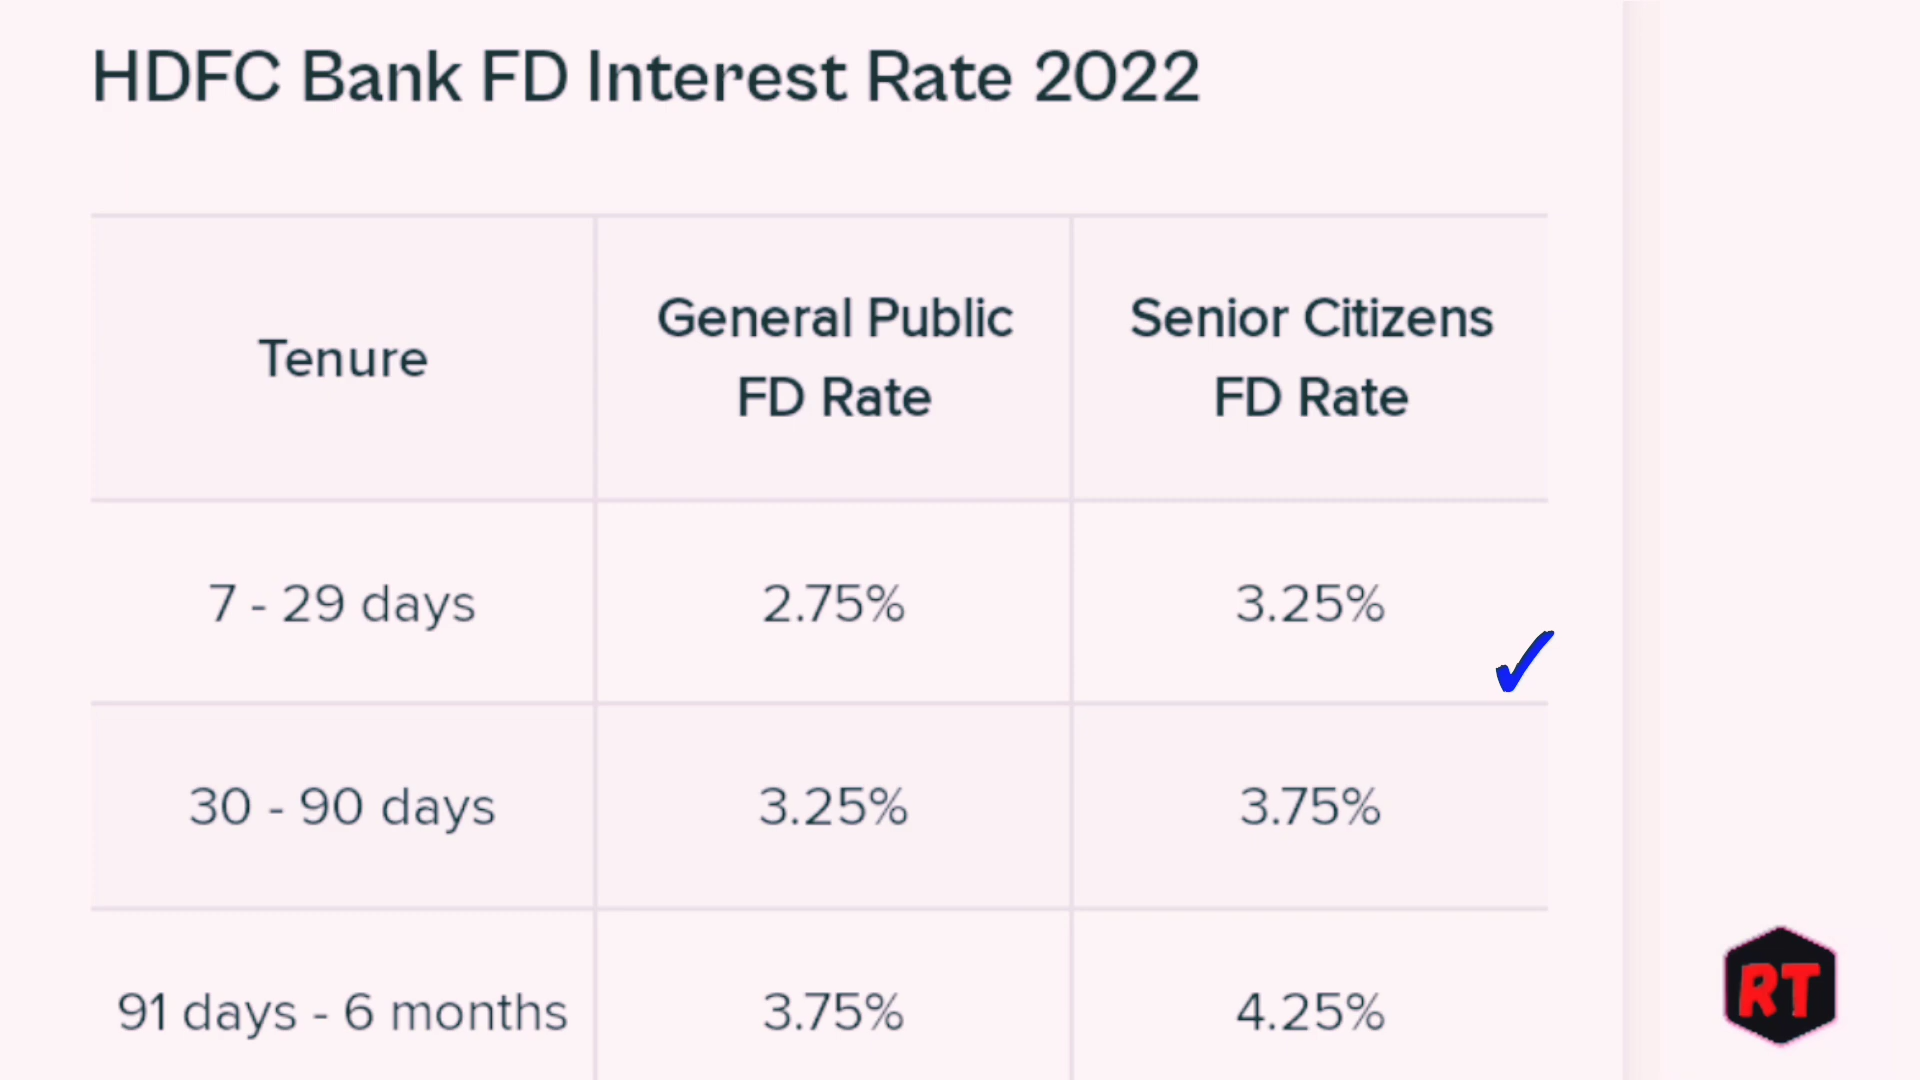 HDFC Bank FD Interest Rate 2022
Tenure
General Public
FD Rate
Senior Citizens
FD Rate
7 - 29 days 2.75% 3.25%
30 - 90 days 3.25% 3.75%
91 days - 6 months 3.75% 4.25%
RT